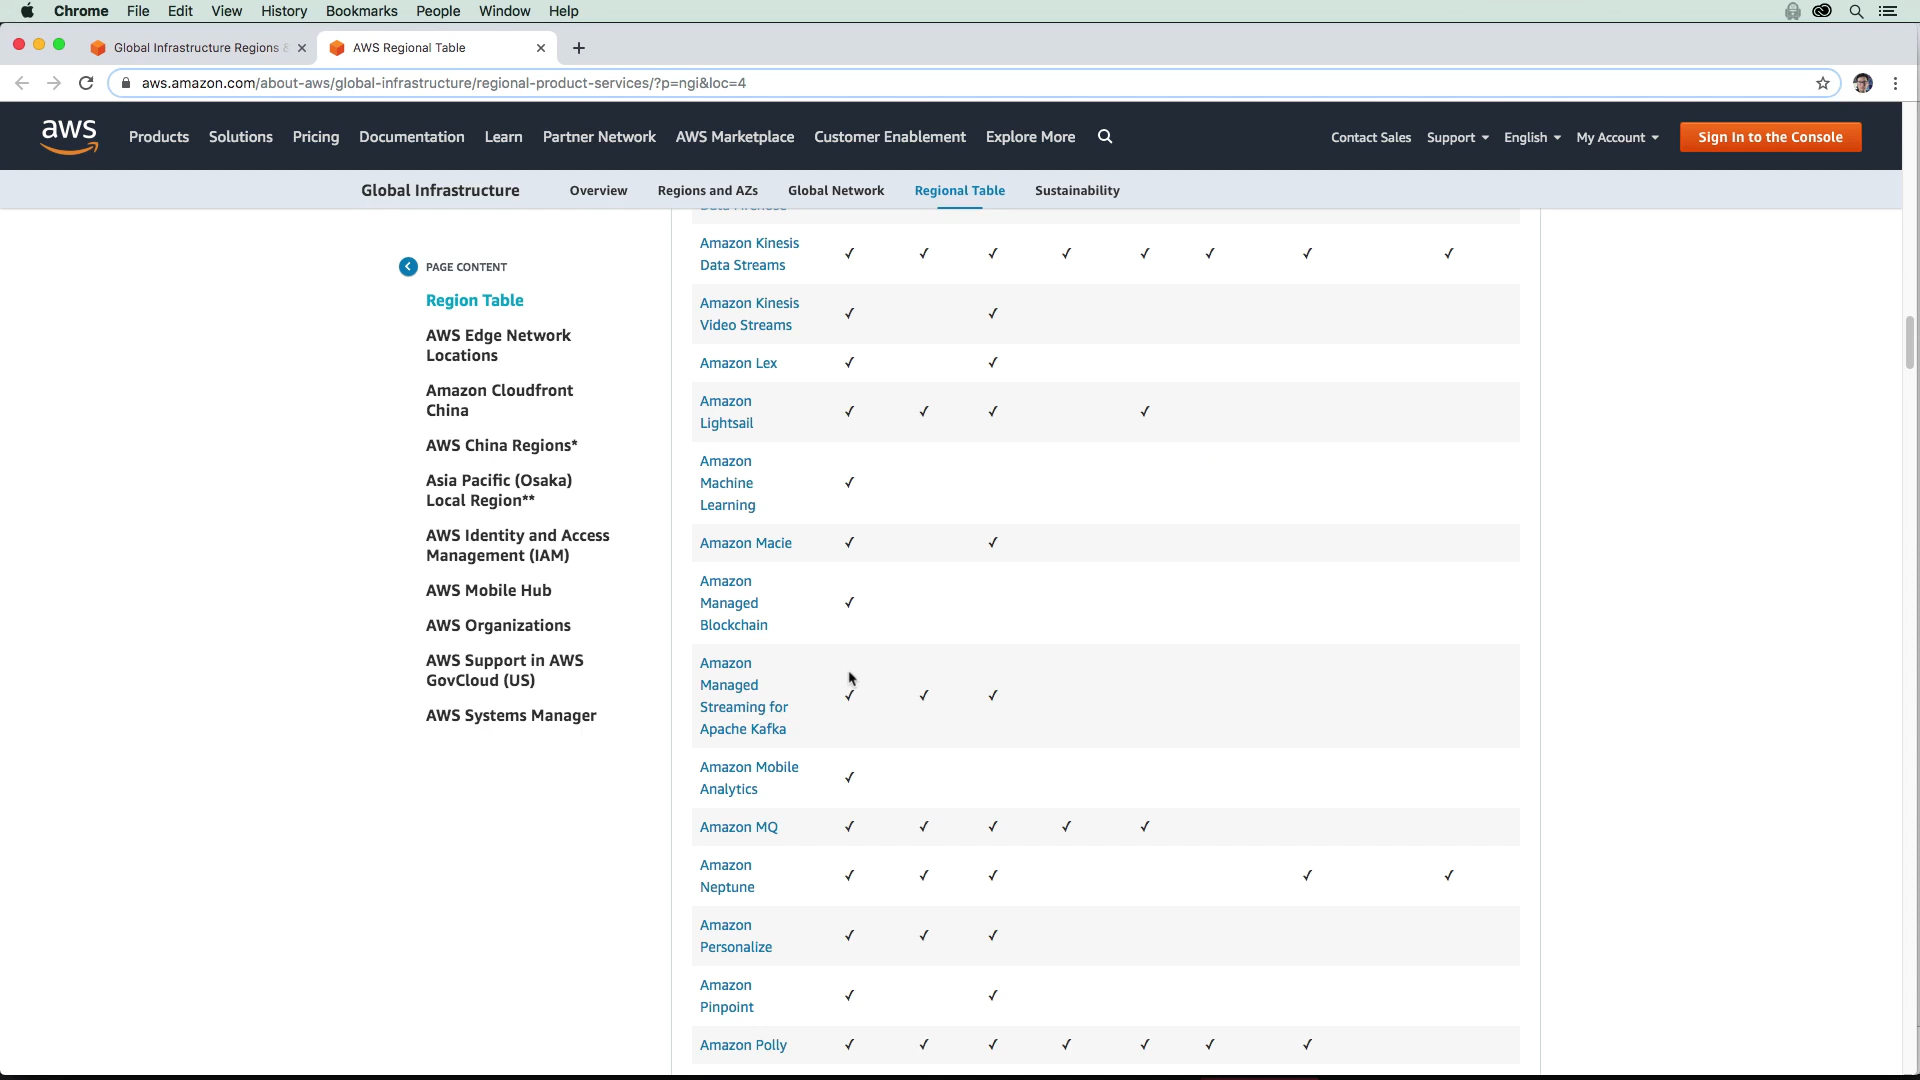 Chrome File Edit View History Bookmarks People Window Help
Global Infrastructure Regions
AWS Regional Table
aws.amazon.com/about-aws/global-infrastructure/regional-product-services/?p=ngi&loc=4
aws Products Solutions Pricing Documentation Learn Partner Network AWS Marketplace Customer Enablement Explore More Contact Sales Support English My Account Sign In to the Console
Global Infrastructure Overview Regions and AZs Global Network Regional Table Sustainability
PAGE CONTENT
Region Table
AWS Edge Network
Locations
Amazon Cloudfront
China
AWS China Regions*
Asia Pacific (Osaka)
Local Region**
AWS Identity and Access
Management (IAM)
AWS Mobile Hub
AWS Organizations
AWS Support in AWS
GovCloud (US)
AWS Systems Manager
Amazon Kinesis
Data Streams ✓ ✓ ✓ ✓ ✓ ✓ ✓ ✓
Amazon Kinesis
Video Streams ✓ ✓
Amazon Lex ✓ ✓
Amazon
Lightsail ✓ ✓ ✓ ✓
Amazon
Machine
Learning ✓
Amazon Macie ✓ ✓
Amazon
Managed
Blockchain ✓
Amazon
Managed
Streaming for
Apache Kafka ✓ ✓ ✓
Amazon Mobile
Analytics ✓
Amazon MQ ✓ ✓ ✓ ✓ ✓
Amazon
Neptune ✓ ✓ ✓ ✓ ✓
Amazon
Personalize ✓ ✓ ✓
Amazon
Pinpoint ✓ ✓
Amazon Polly ✓ ✓ ✓ ✓ ✓ ✓ ✓